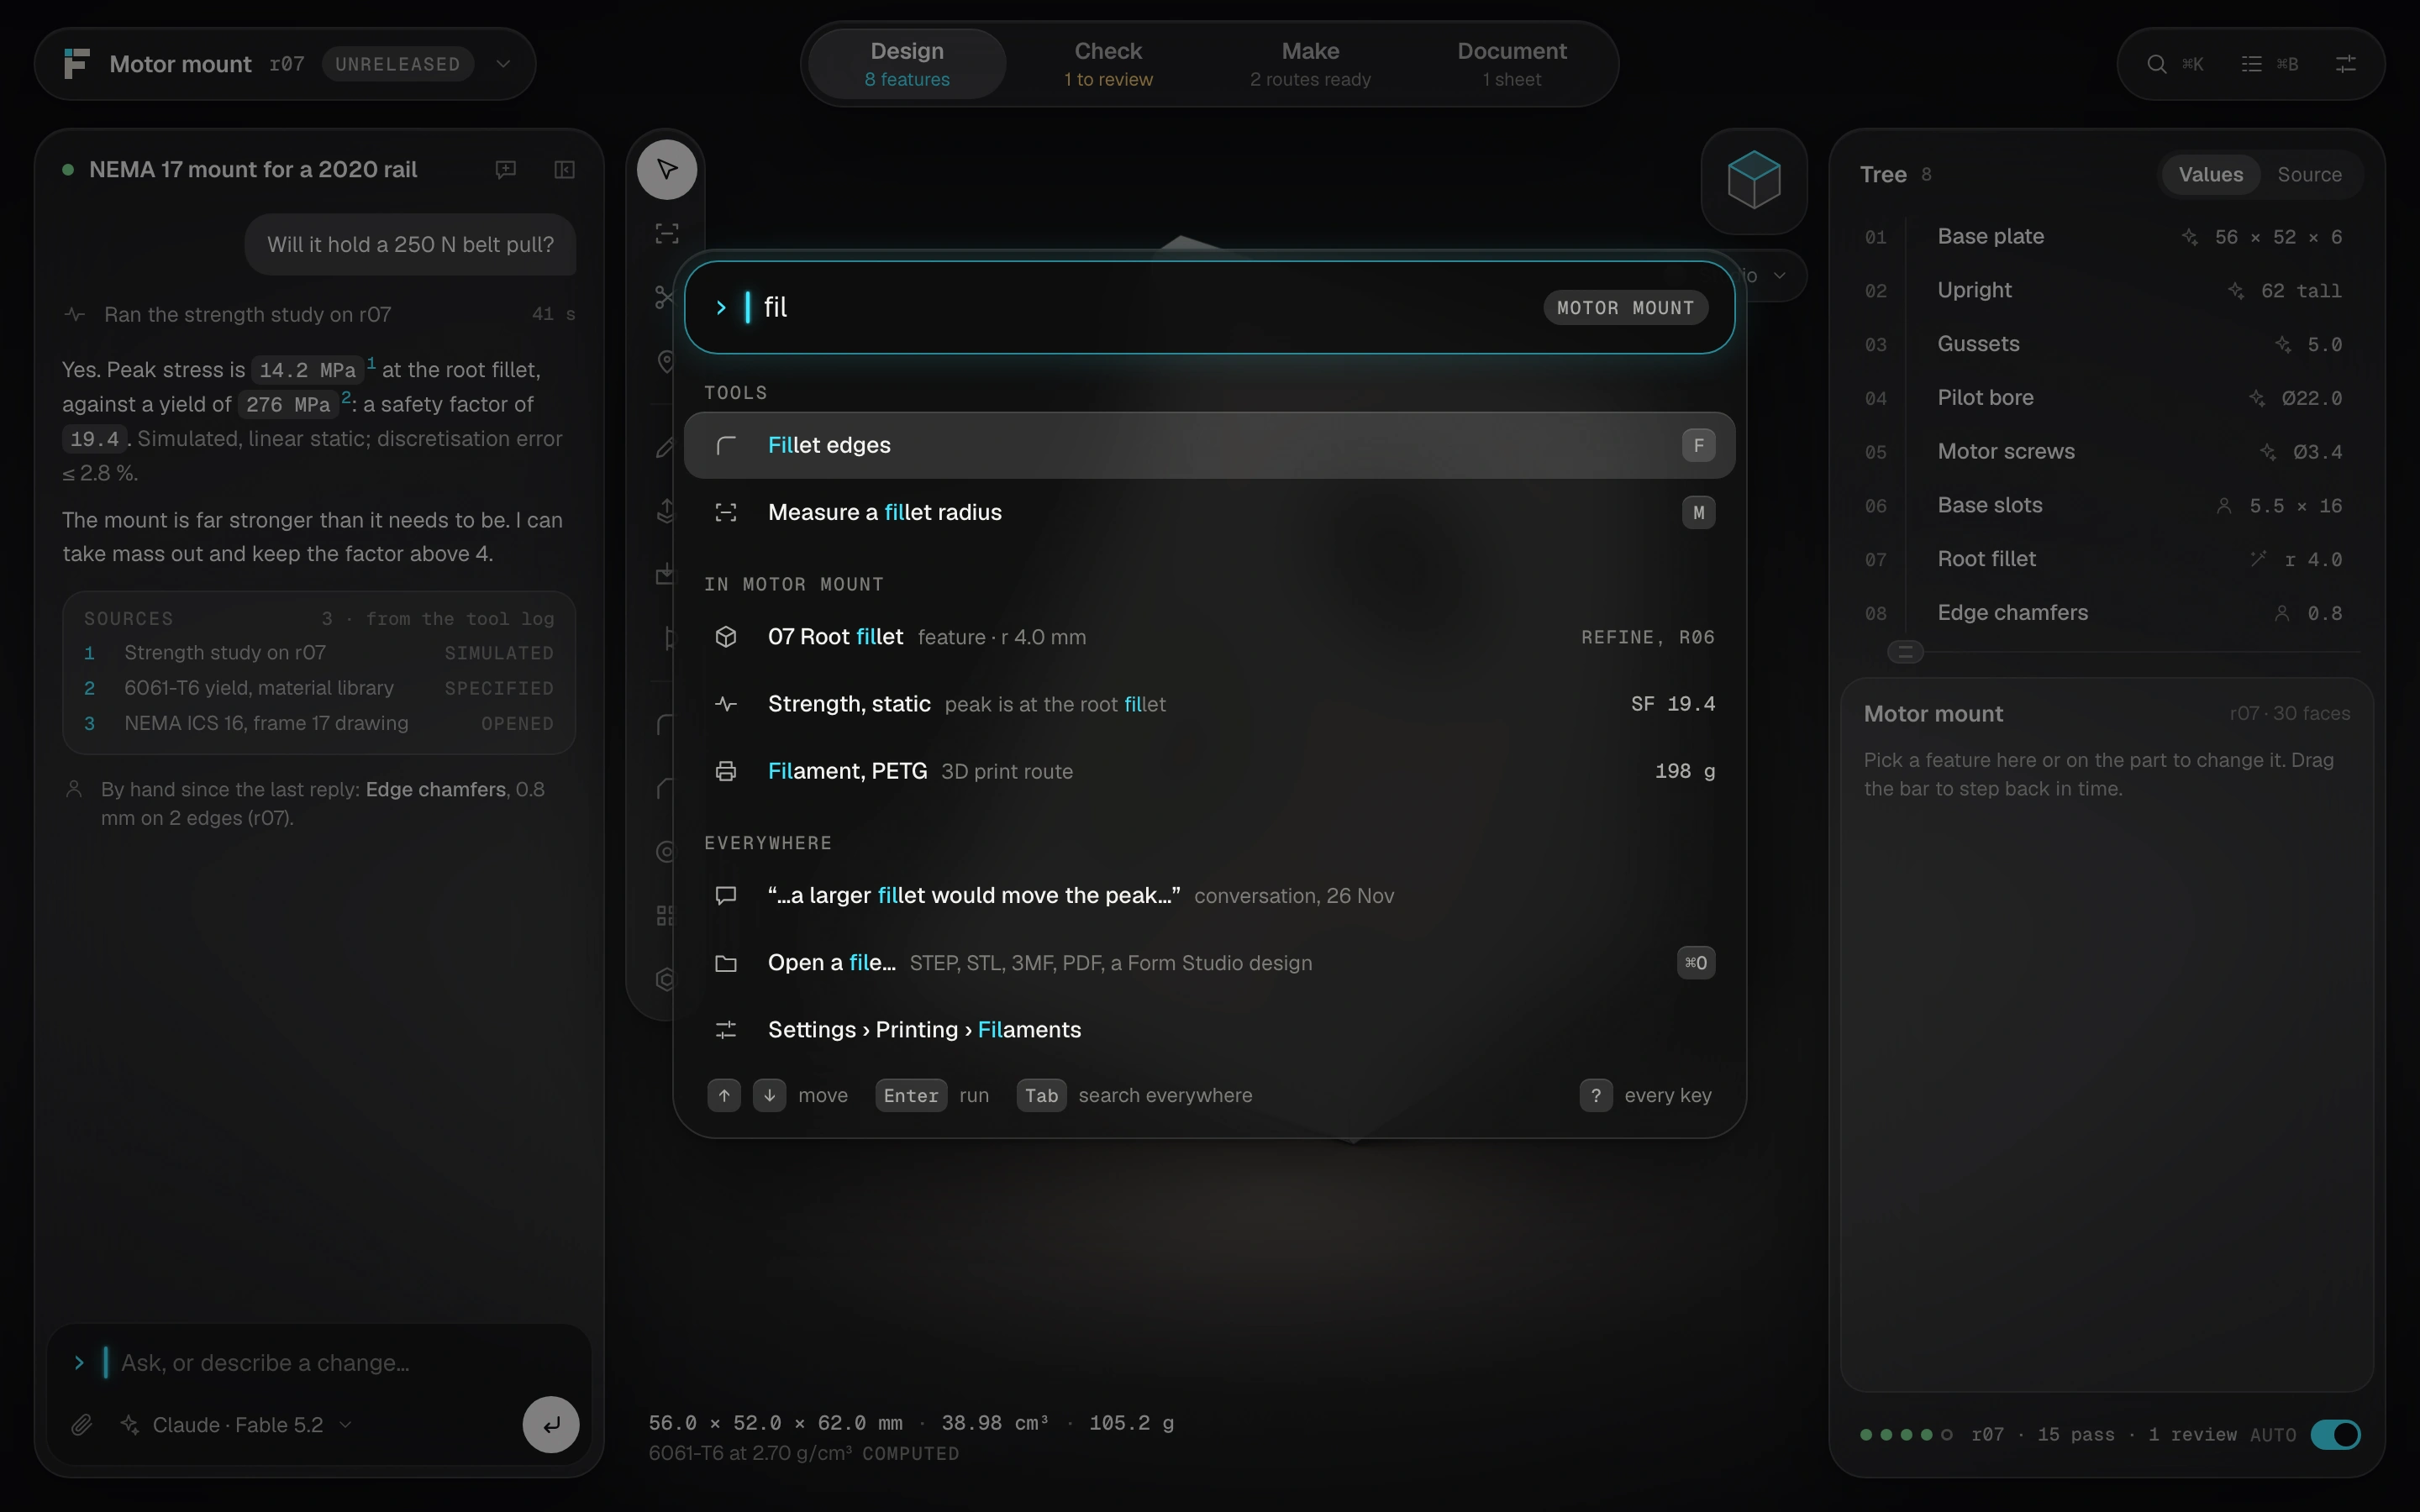 Motor mount r07 UNRELEASED
Design
8 features
Check
1 to review
Make
2 routes ready
Document
1 sheet
⌘K
⌘B
NEMA 17 mount for a 2020 rail
Will it hold a 250 N belt pull?
Ran the strength study on r07 41 s
Yes. Peak stress is 14.2 MPa 1 at the root fillet,
against a yield of 276 MPa 2: a safety factor of
19.4. Simulated, linear static; discretisation error
≤ 2.8 %.
The mount is far stronger than it needs to be. I can
take mass out and keep the factor above 4.
SOURCES 3 · from the tool log
1 Strength study on r07 SIMULATED
2 6061-T6 yield, material library SPECIFIED
3 NEMA ICS 16, frame 17 drawing OPENED
By hand since the last reply: Edge chamfers, 0.8
mm on 2 edges (r07).
Ask, or describe a change…
Claude · Fable 5.2
fil MOTOR MOUNT
io
TOOLS
Fillet edges F
Measure a fillet radius M
IN MOTOR MOUNT
07 Root fillet feature · r 4.0 mm REFINE, R06
Strength, static peak is at the root fillet SF 19.4
Filament, PETG 3D print route 198 g
EVERYWHERE
“…a larger fillet would move the peak…” conversation, 26 Nov
Open a file… STEP, STL, 3MF, PDF, a Form Studio design ⌘O
Settings › Printing › Filaments
↑ ↓ move Enter run Tab search everywhere ? every key
56.0 × 52.0 × 62.0 mm · 38.98 cm³ · 105.2 g
6061-T6 at 2.70 g/cm³ COMPUTED
Tree 8 Values Source
01 Base plate 56 × 52 × 6
02 Upright 62 tall
03 Gussets 5.0
04 Pilot bore Ø22.0
05 Motor screws Ø3.4
06 Base slots 5.5 × 16
07 Root fillet r 4.0
08 Edge chamfers 0.8
Motor mount r07 · 30 faces
Pick a feature here or on the part to change it. Drag
the bar to step back in time.
r07 · 15 pass · 1 review AUTO